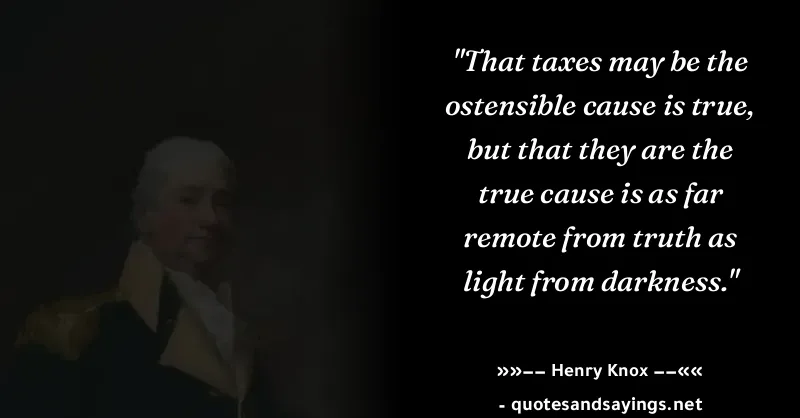 "That taxes may be the
ostensible cause is true,
but that they are the
true cause is as far
remote from truth as
light from darkness."
»»−− Henry Knox −−««
- quotesandsayings.net